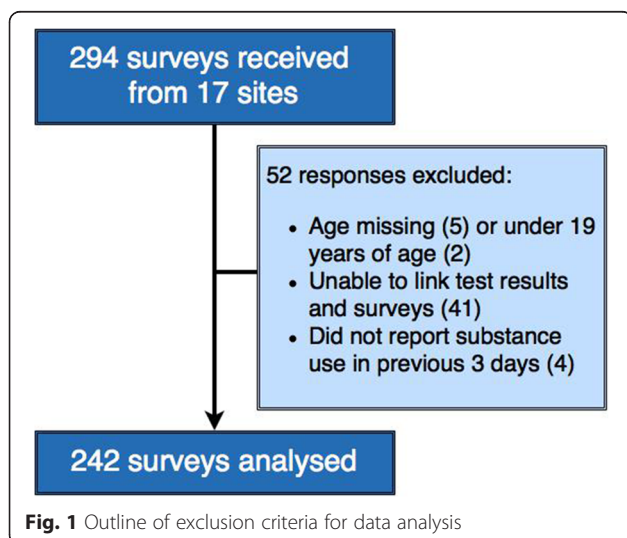 294 surveys received
from 17 sites
52 responses excluded:
• Age missing (5) or under 19
years of age (2)
• Unable to link test results
and surveys (41)
• Did not report substance
use in previous 3 days (4)
242 surveys analysed
Fig. 1 Outline of exclusion criteria for data analysis